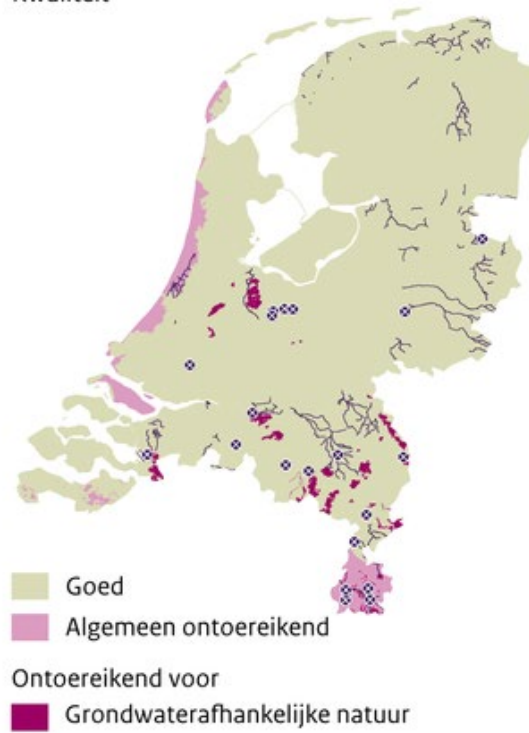 Kwaliteit
Goed
Algemeen ontoereikend
Ontoereikend voor
Grondwaterafhankelijke natuur